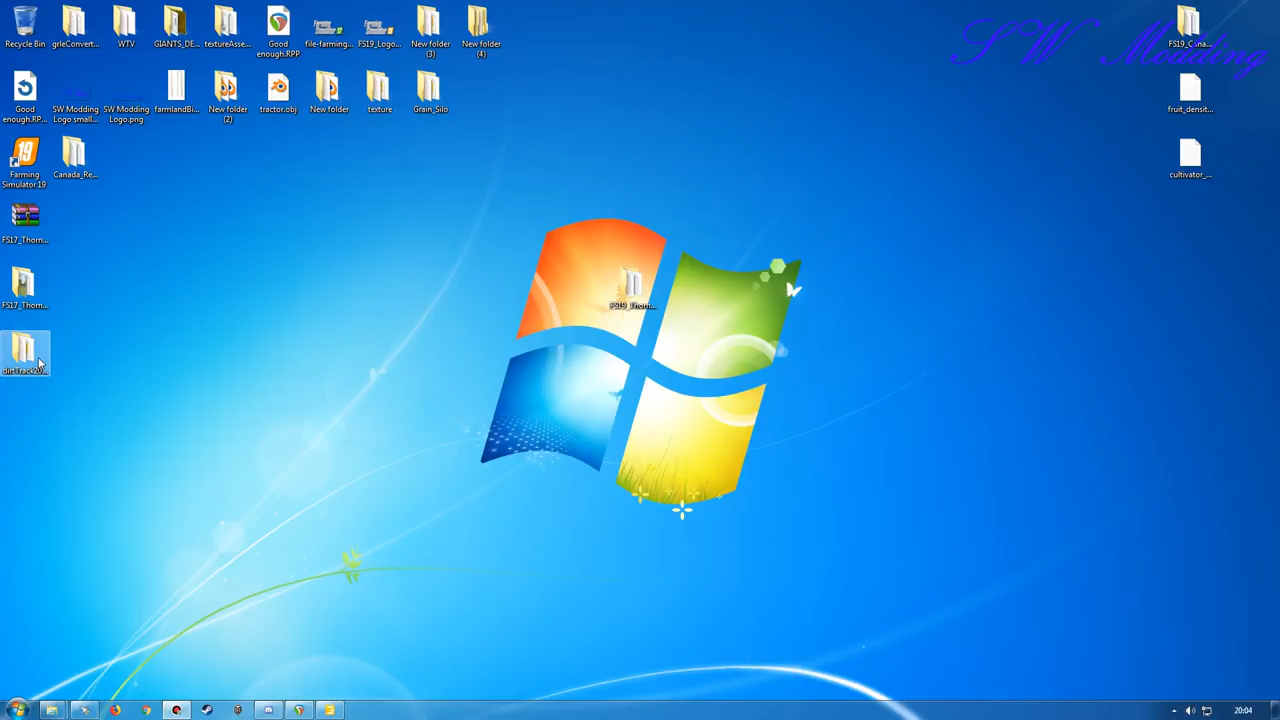 Recycle Bin
grleConvert...
WTV
GIANTS_DE...
textureAsse...
Good
enough.RPP
file-farming...
FS19_Logo...
New folder
(3)
New folder
(4)
FS19_Cana...
SW Modding
Good
enough.RP...
SW Modding
Logo small...
SW Modding
Logo.png
farmlandBi...
New folder
(2)
tractor.obj
New folder
texture
Grain_Silo
fruit_densit...
19
Farming
Simulator 19
Canada_Re...
cultivator_...
FS17_Thorn...
FS17_Thorn...
FS19_Thorn...
20:04